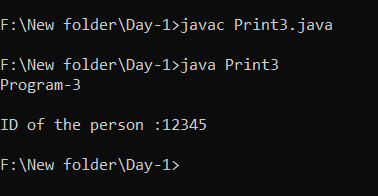 F:\New folder\Day-1>javac Print3.java
F:\New folder\Day-1>java Print3
Program-3
ID of the person :12345
F:\New folder\Day-1>